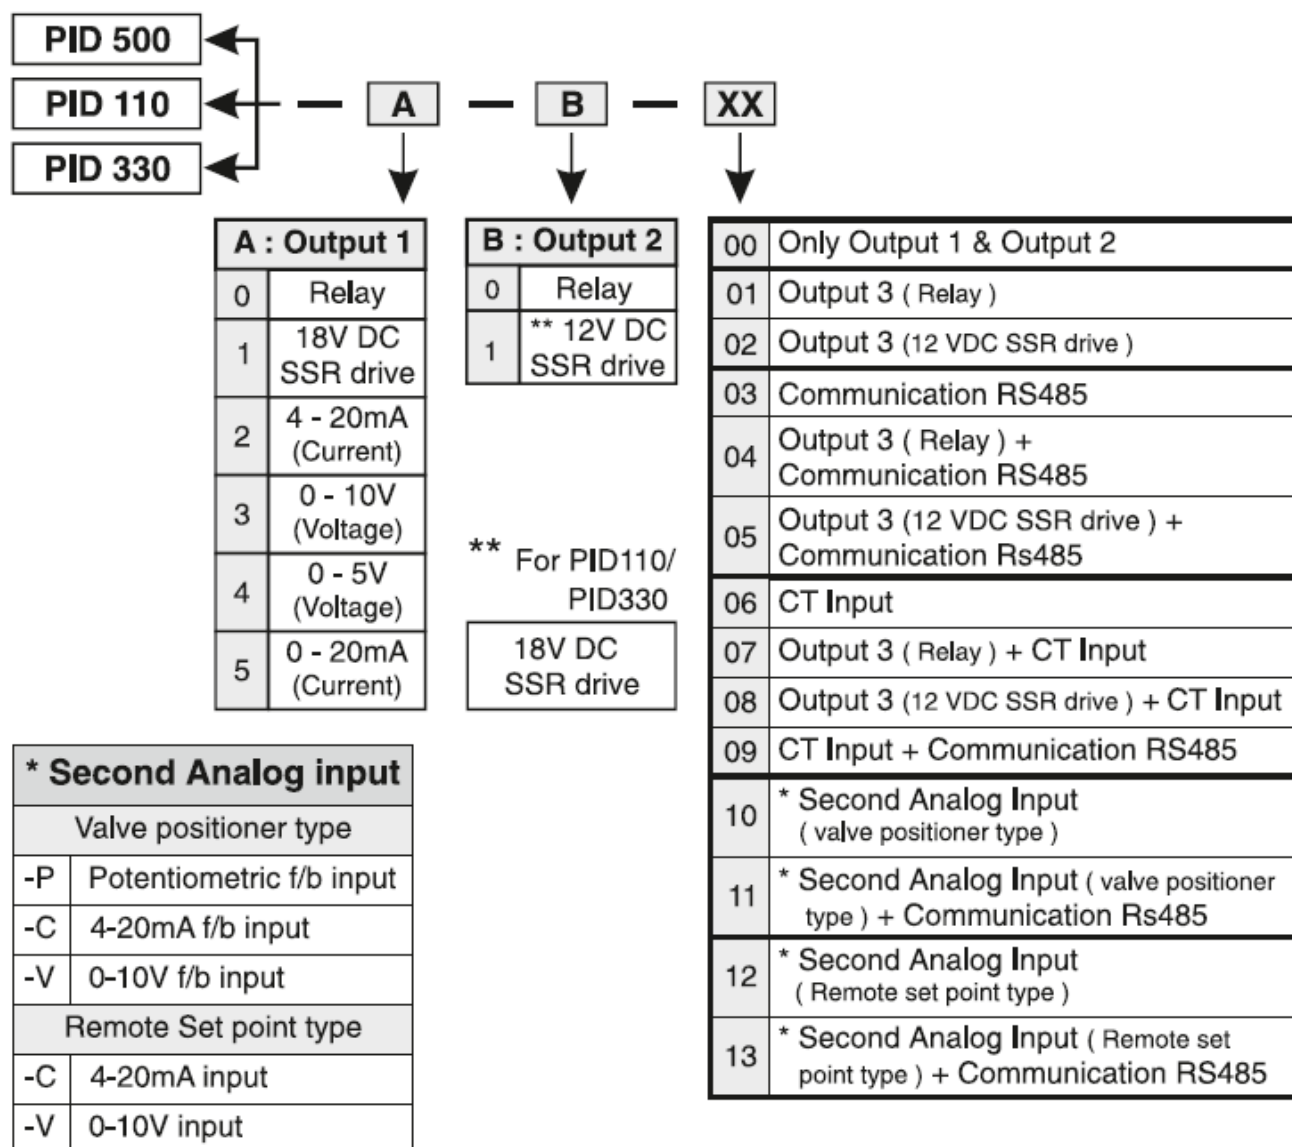 PID 500
PID 110
PID 330
A
B
XX
A : Output 1
0 Relay
1 18V DC
SSR drive
2 4 - 20mA
(Current)
3 0 - 10V
(Voltage)
4 0 - 5V
(Voltage)
5 0 - 20mA
(Current)
B : Output 2
0 Relay
1 ** 12V DC
SSR drive
** For PID110/
PID330
18V DC
SSR drive
00 Only Output 1 & Output 2
01 Output 3 ( Relay )
02 Output 3 (12 VDC SSR drive )
03 Communication RS485
04 Output 3 ( Relay ) +
Communication RS485
05 Output 3 (12 VDC SSR drive ) +
Communication Rs485
06 CT Input
07 Output 3 ( Relay ) + CT Input
08 Output 3 (12 VDC SSR drive ) + CT Input
09 CT Input + Communication RS485
10 * Second Analog Input
( valve positioner type )
11 * Second Analog Input ( valve positioner
type ) + Communication Rs485
12 * Second Analog Input
( Remote set point type )
13 * Second Analog Input ( Remote set
point type ) + Communication RS485
* Second Analog input
Valve positioner type
-P Potentiometric f/b input
-C 4-20mA f/b input
-V 0-10V f/b input
Remote Set point type
-C 4-20mA input
-V 0-10V input